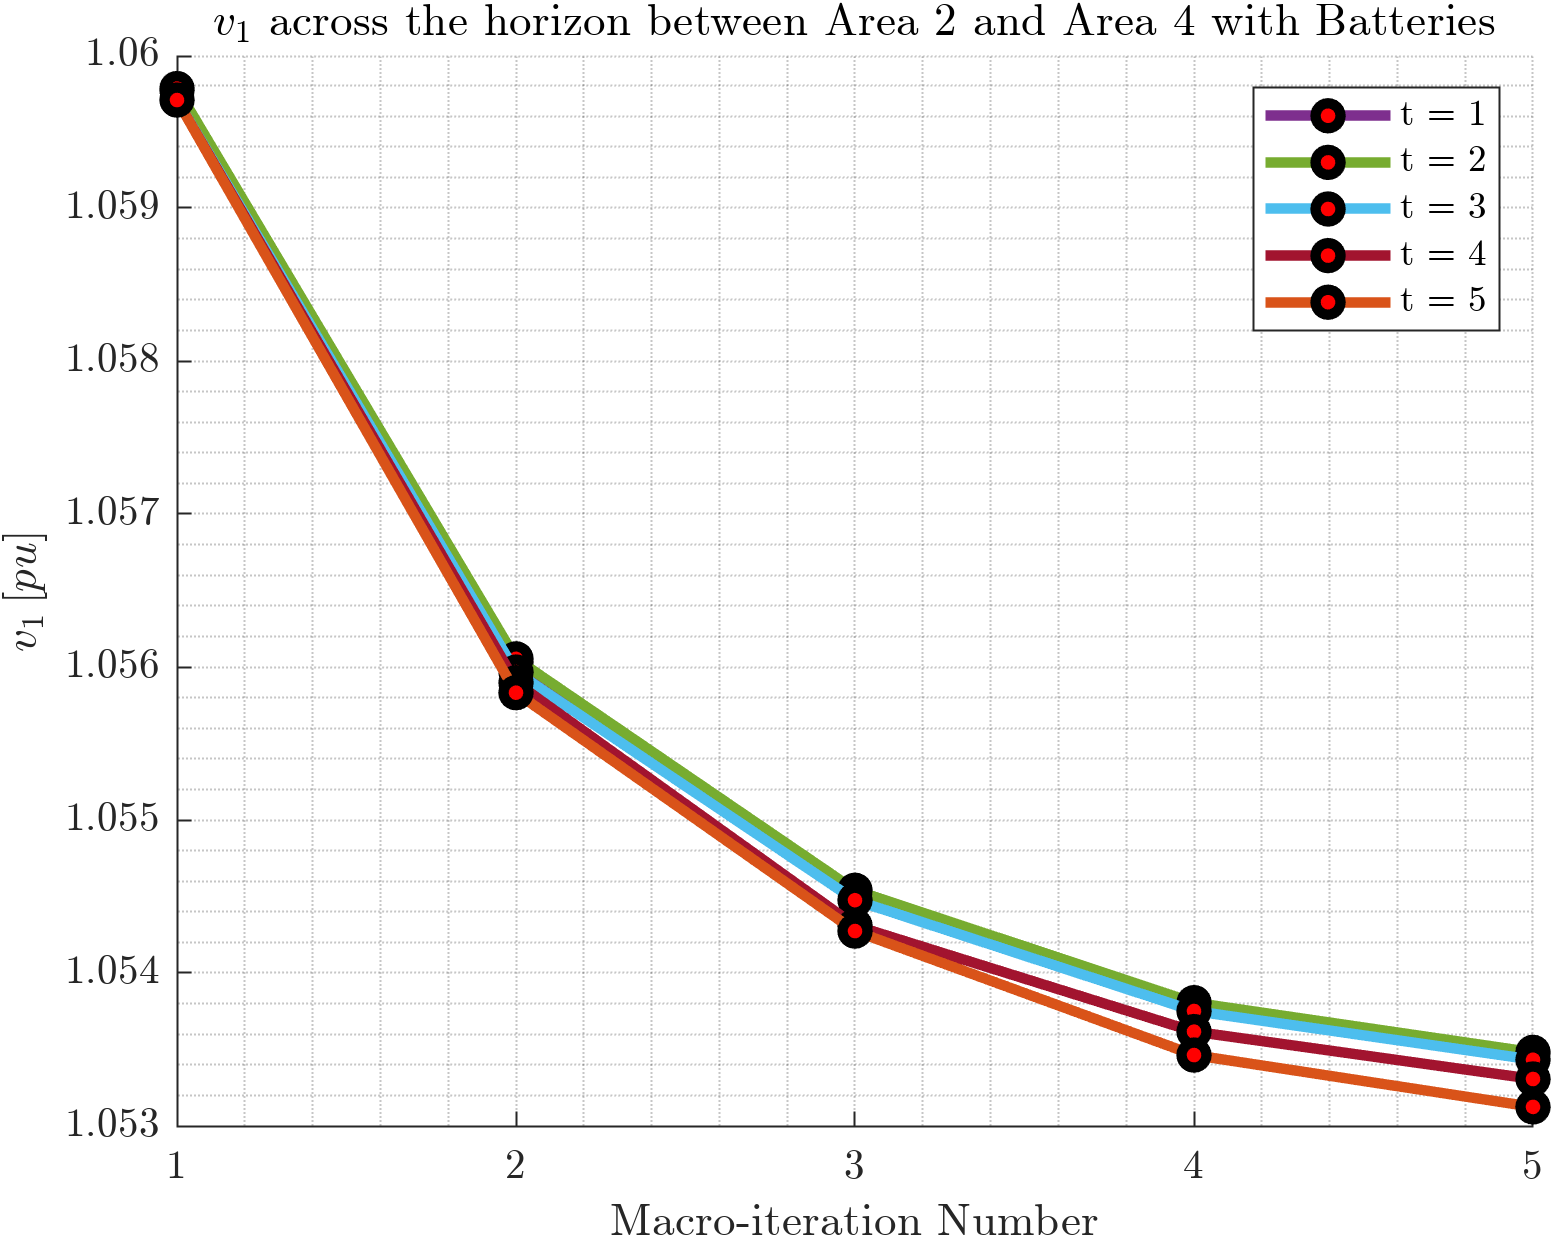 v₁ across the horizon between Area 2 and Area 4 with Batteries
1.06
1.059
1.058
1.057
1.056
1.055
1.054
1.053
v₁ [pu]
t = 1
t = 2
t = 3
t = 4
t = 5
1 2 3 4 5
Macro-iteration Number